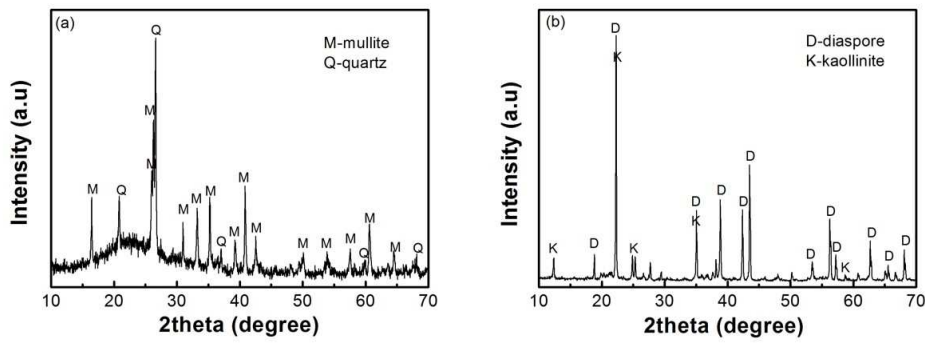 (a)
M-mullite
Q-quartz
Q
M
M
M
Q
M
M
M
Q
M
M
M
M
M
M
Q
M
M
Q
Intensity (a.u)
10 20 30 40 50 60 70
2theta (degree)
(b)
D-diaspore
K-kaollinite
D
K
K
D
K
D
K
D
D
D
D
D
D
K
D
D
D
Intensity (a.u)
10 20 30 40 50 60 70
2theta (degree)